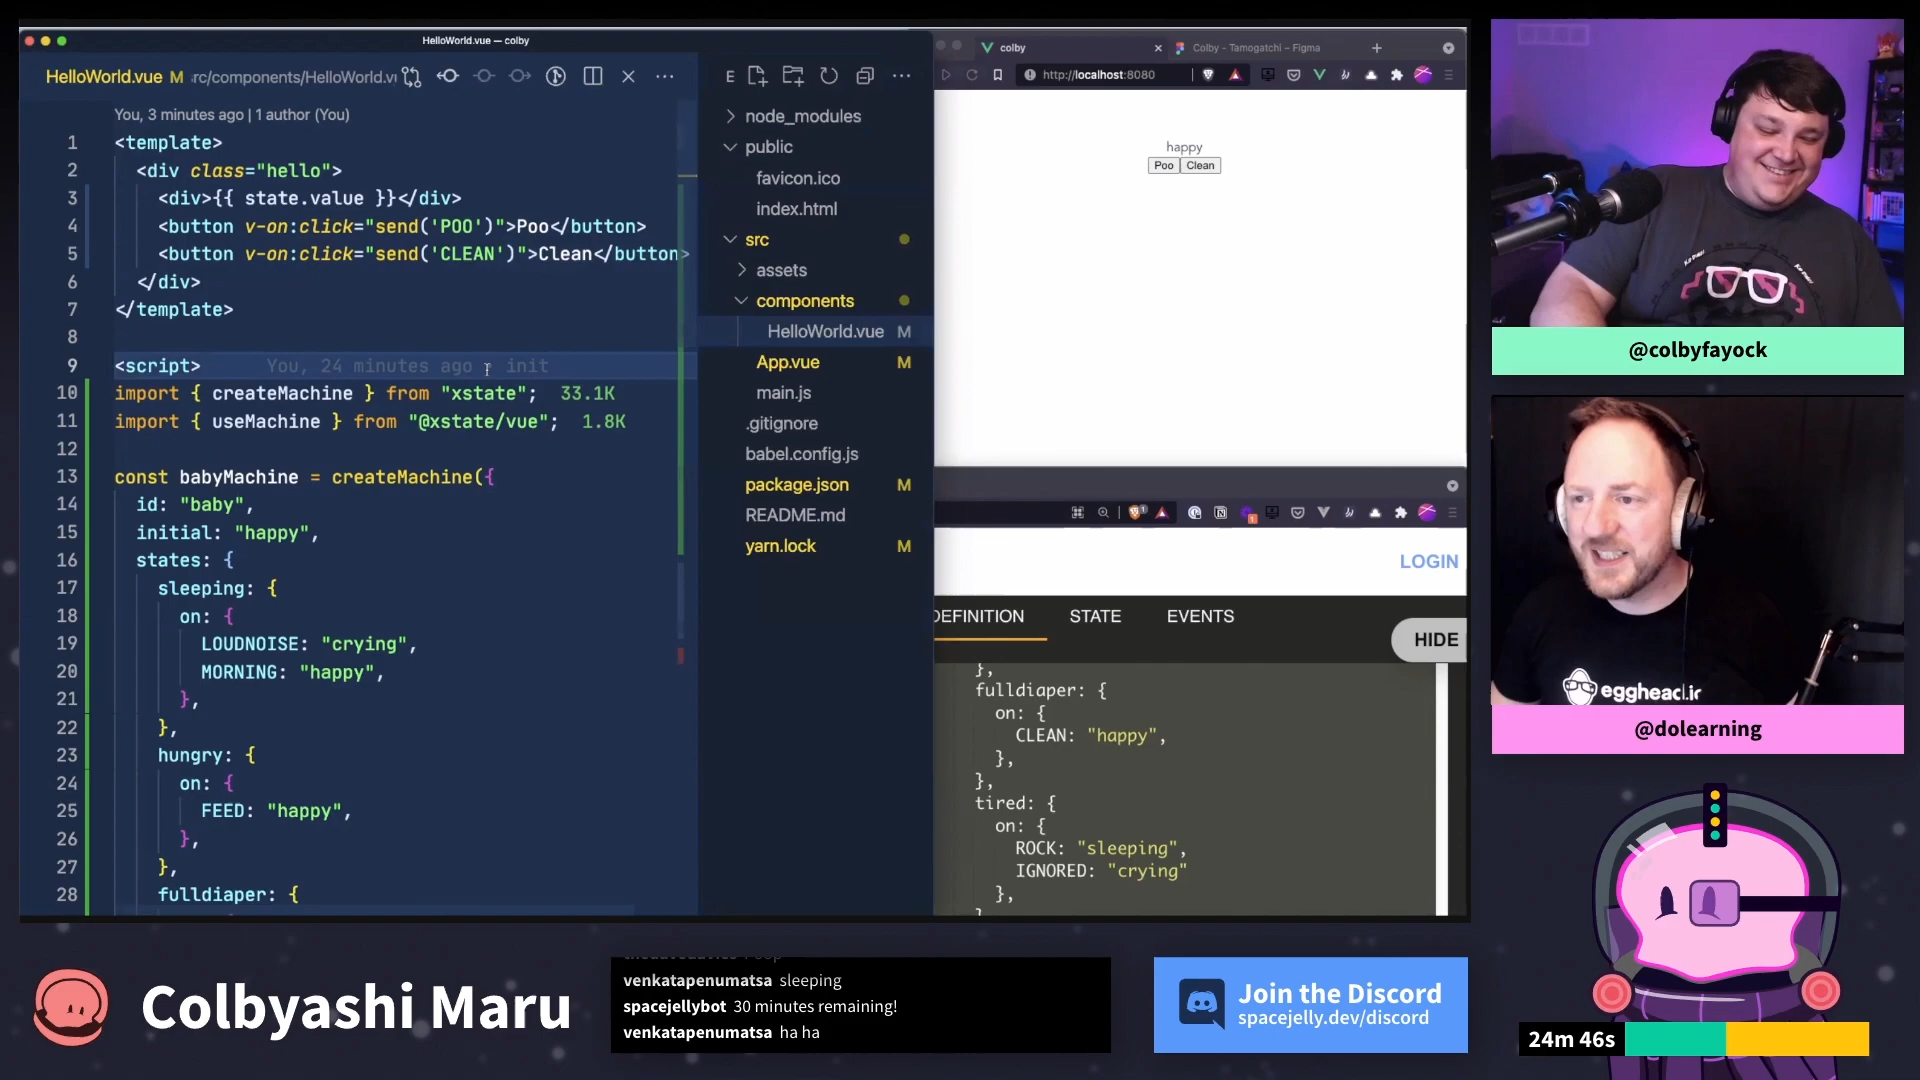 HelloWorld.vue — colby
HelloWorld.vue M rc/components/HelloWorld.vu
You, 3 minutes ago | 1 author (You)
1 <template>
2 <div class="hello">
3 <div>{{ state.value }}</div>
4 <button v-on:click="send('POO')">Poo</button>
5 <button v-on:click="send('CLEAN')">Clean</button>
6 </div>
7 </template>
8
9 <script> You, 24 minutes ago • init
10 import { createMachine } from "xstate"; 33.1K
11 import { useMachine } from "@xstate/vue"; 1.8K
12
13 const babyMachine = createMachine({
14 id: "baby",
15 initial: "happy",
16 states: {
17 sleeping: {
18 on: {
19 LOUDNOISE: "crying",
20 MORNING: "happy",
21 },
22 },
23 hungry: {
24 on: {
25 FEED: "happy",
26 },
27 },
28 fulldiaper: {
E
node_modules
public
favicon.ico
index.html
src
assets
components
HelloWorld.vue M
App.vue M
main.js
.gitignore
babel.config.js
package.json M
README.md
yarn.lock M
colby
Colby - Tamogatchi – Figma
http://localhost:8080
happy
Poo Clean
LOGIN
DEFINITION STATE EVENTS
HIDE
},
fulldiaper: {
on: {
CLEAN: "happy",
},
},
tired: {
on: {
ROCK: "sleeping",
IGNORED: "crying"
},
@colbyfayock
egghead.io
@dolearning
Colbyashi Maru
venkatapenumatsa sleeping
spacejellybot 30 minutes remaining!
venkatapenumatsa ha ha
Join the Discord
spacejelly.dev/discord
24m 46s